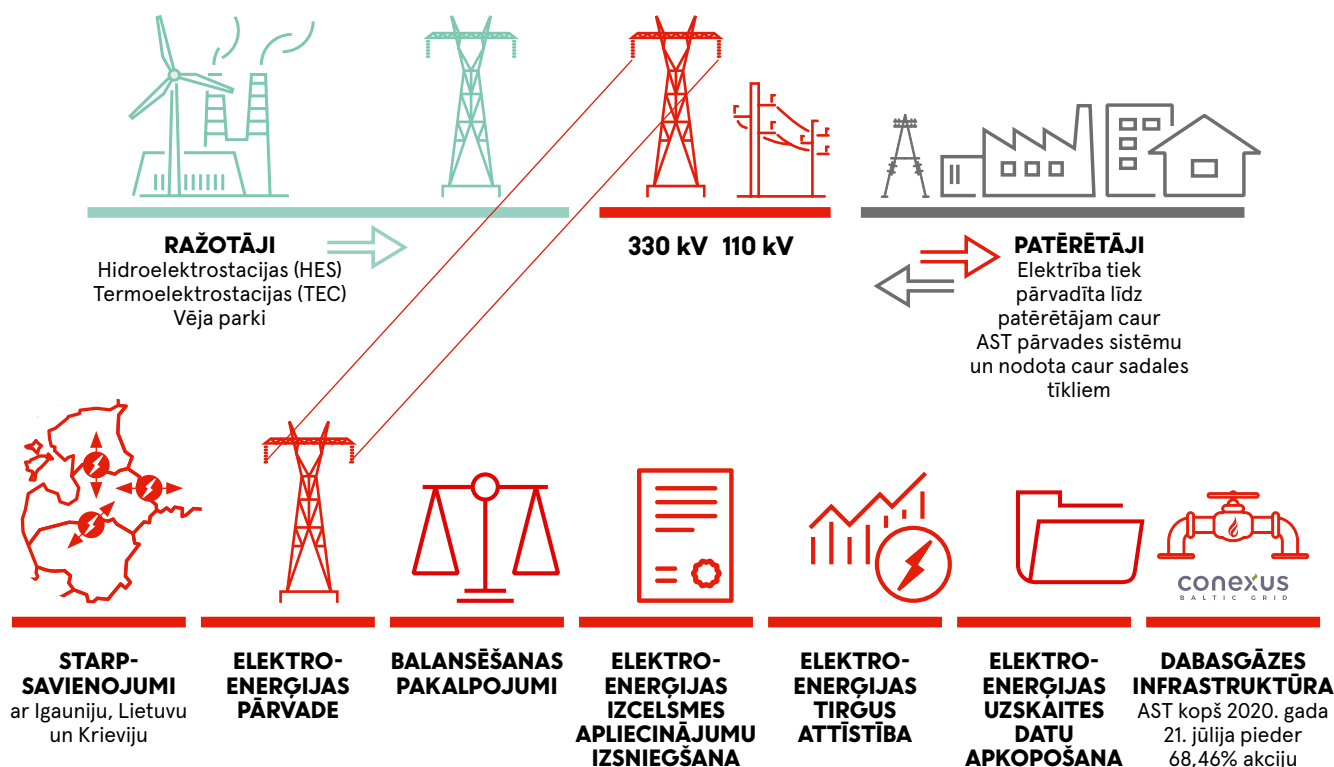 RAŽOTĀJI
Hidroelektrostacijas (HES)
Termoelektrostacijas (TEC)
Vēja parki
330 kV 110 kV
PATĒRĒTĀJI
Elektrība tiek
pārvadīta līdz
patērētājam caur
AST pārvades sistēmu
un nodota caur sadales
tīkliem
STARP-
SAVIENOJUMI
ar Igauniju, Lietuvu
un Krieviju
ELEKTRO-
ENERĢIJAS
PĀRVADE
BALANSĒŠANAS
PAKALPOJUMI
ELEKTRO-
ENERĢIJAS
IZCELSMES
APLIECINĀJUMU
IZSNIEGŠANA
ELEKTRO-
ENERĢIJAS
TIRGUS
ATTĪSTĪBA
ELEKTRO-
ENERĢIJAS
UZSKAITES
DATU
APKOPOŠANA
conexus
BALTIC GRID
DABASGĀZES
INFRASTRUKTŪRA
AST kopš 2020. gada
21. jūlija pieder
68,46% akciju